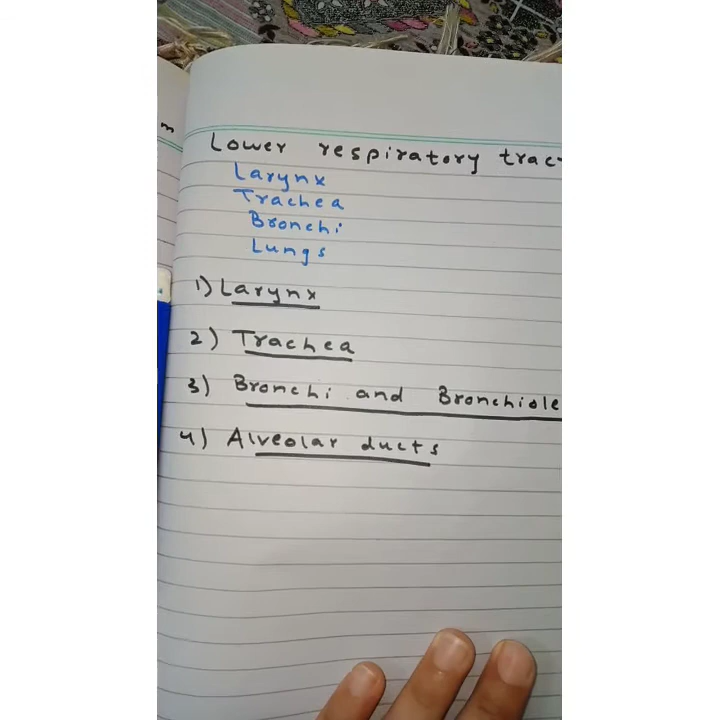 m
Lower respiratory trac
Larynx
Trachea
Bronchi
Lungs
1) Larynx
2) Trachea
3) Bronchi and Bronchiole
4) Alveolar ducts